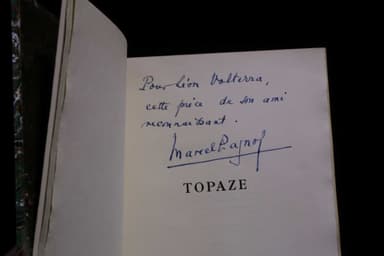 Pour Léon Volterra,
cette pièce de son ami
reconnaissant.
Marcel Pagnol
TOPAZE